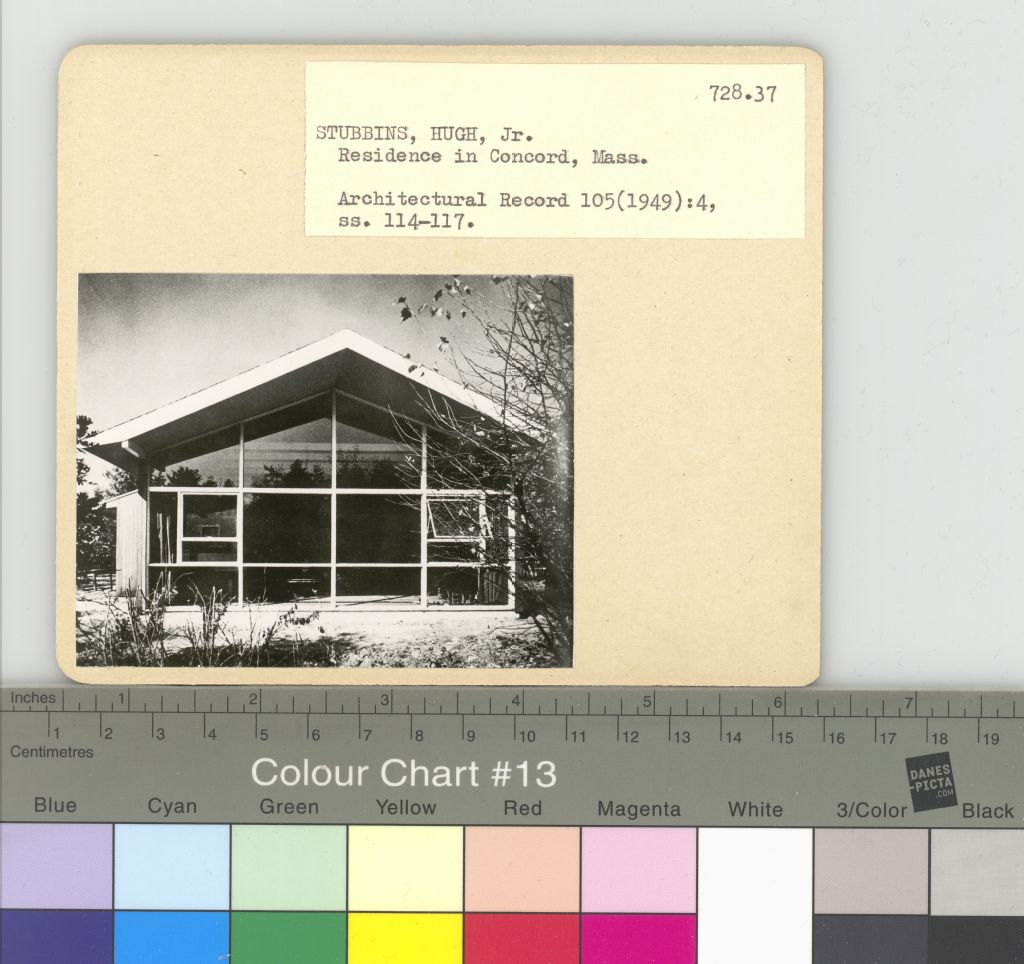 728.37
STUBBINS, HUGH, Jr.
Residence in Concord, Mass.
Architectural Record 105(1949):4,
ss. 114-117.
Inches 1 2 3 4 5 6 7
1 2 3 4 5 6 7 8 9 10 11 12 13 14 15 16 17 18 19
Centimetres
Colour Chart #13
DANES
-PICTA
.COM
Blue Cyan Green Yellow Red Magenta White 3/Color Black